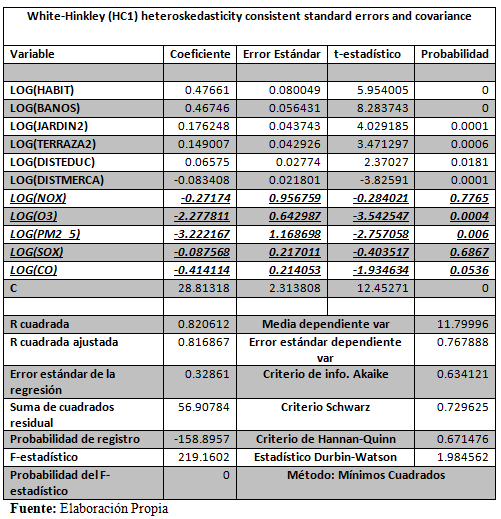 White-Hinkley (HC1) heteroskedasticity consistent standard errors and covariance
Variable Coeficiente Error Estándar t-estadístico Probabilidad
LOG(HABIT) 0.47661 0.080049 5.954005 0
LOG(BANOS) 0.46746 0.056431 8.283743 0
LOG(JARDIN2) 0.176248 0.043743 4.029185 0.0001
LOG(TERRAZA2) 0.149007 0.042926 3.471297 0.0006
LOG(DISTEDUC) 0.06575 0.02774 2.37027 0.0181
LOG(DISTMERCA) -0.083408 0.021801 -3.82591 0.0001
LOG(NOX) -0.27174 0.956759 -0.284021 0.7765
LOG(O3) -2.277811 0.642987 -3.542547 0.0004
LOG(PM2_5) -3.222167 1.168698 -2.757058 0.006
LOG(SOX) -0.087568 0.217011 -0.403517 0.6867
LOG(CO) -0.414114 0.214053 -1.934634 0.0536
C 28.81318 2.313808 12.45271 0
R cuadrada 0.820612 Media dependiente var 11.79996
R cuadrada ajustada 0.816867 Error estándar dependiente var 0.767888
Error estándar de la regresión 0.32861 Criterio de info. Akaike 0.634121
Suma de cuadrados residual 56.90784 Criterio Schwarz 0.729625
Probabilidad de registro -158.8957 Criterio de Hannan-Quinn 0.671476
F-estadístico 219.1602 Estadístico Durbin-Watson 1.984562
Probabilidad del F-estadístico 0 Método: Mínimos Cuadrados
Fuente: Elaboración Propia